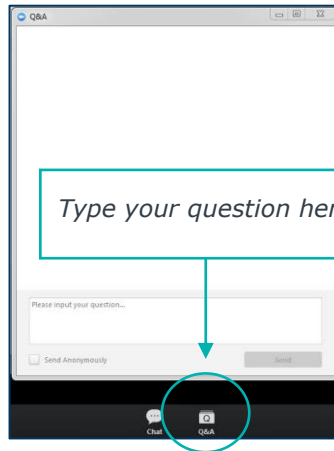 Q&A
Type your question her
Please input your question...
Send Anonymously
Send
Chat
Q
Q&A